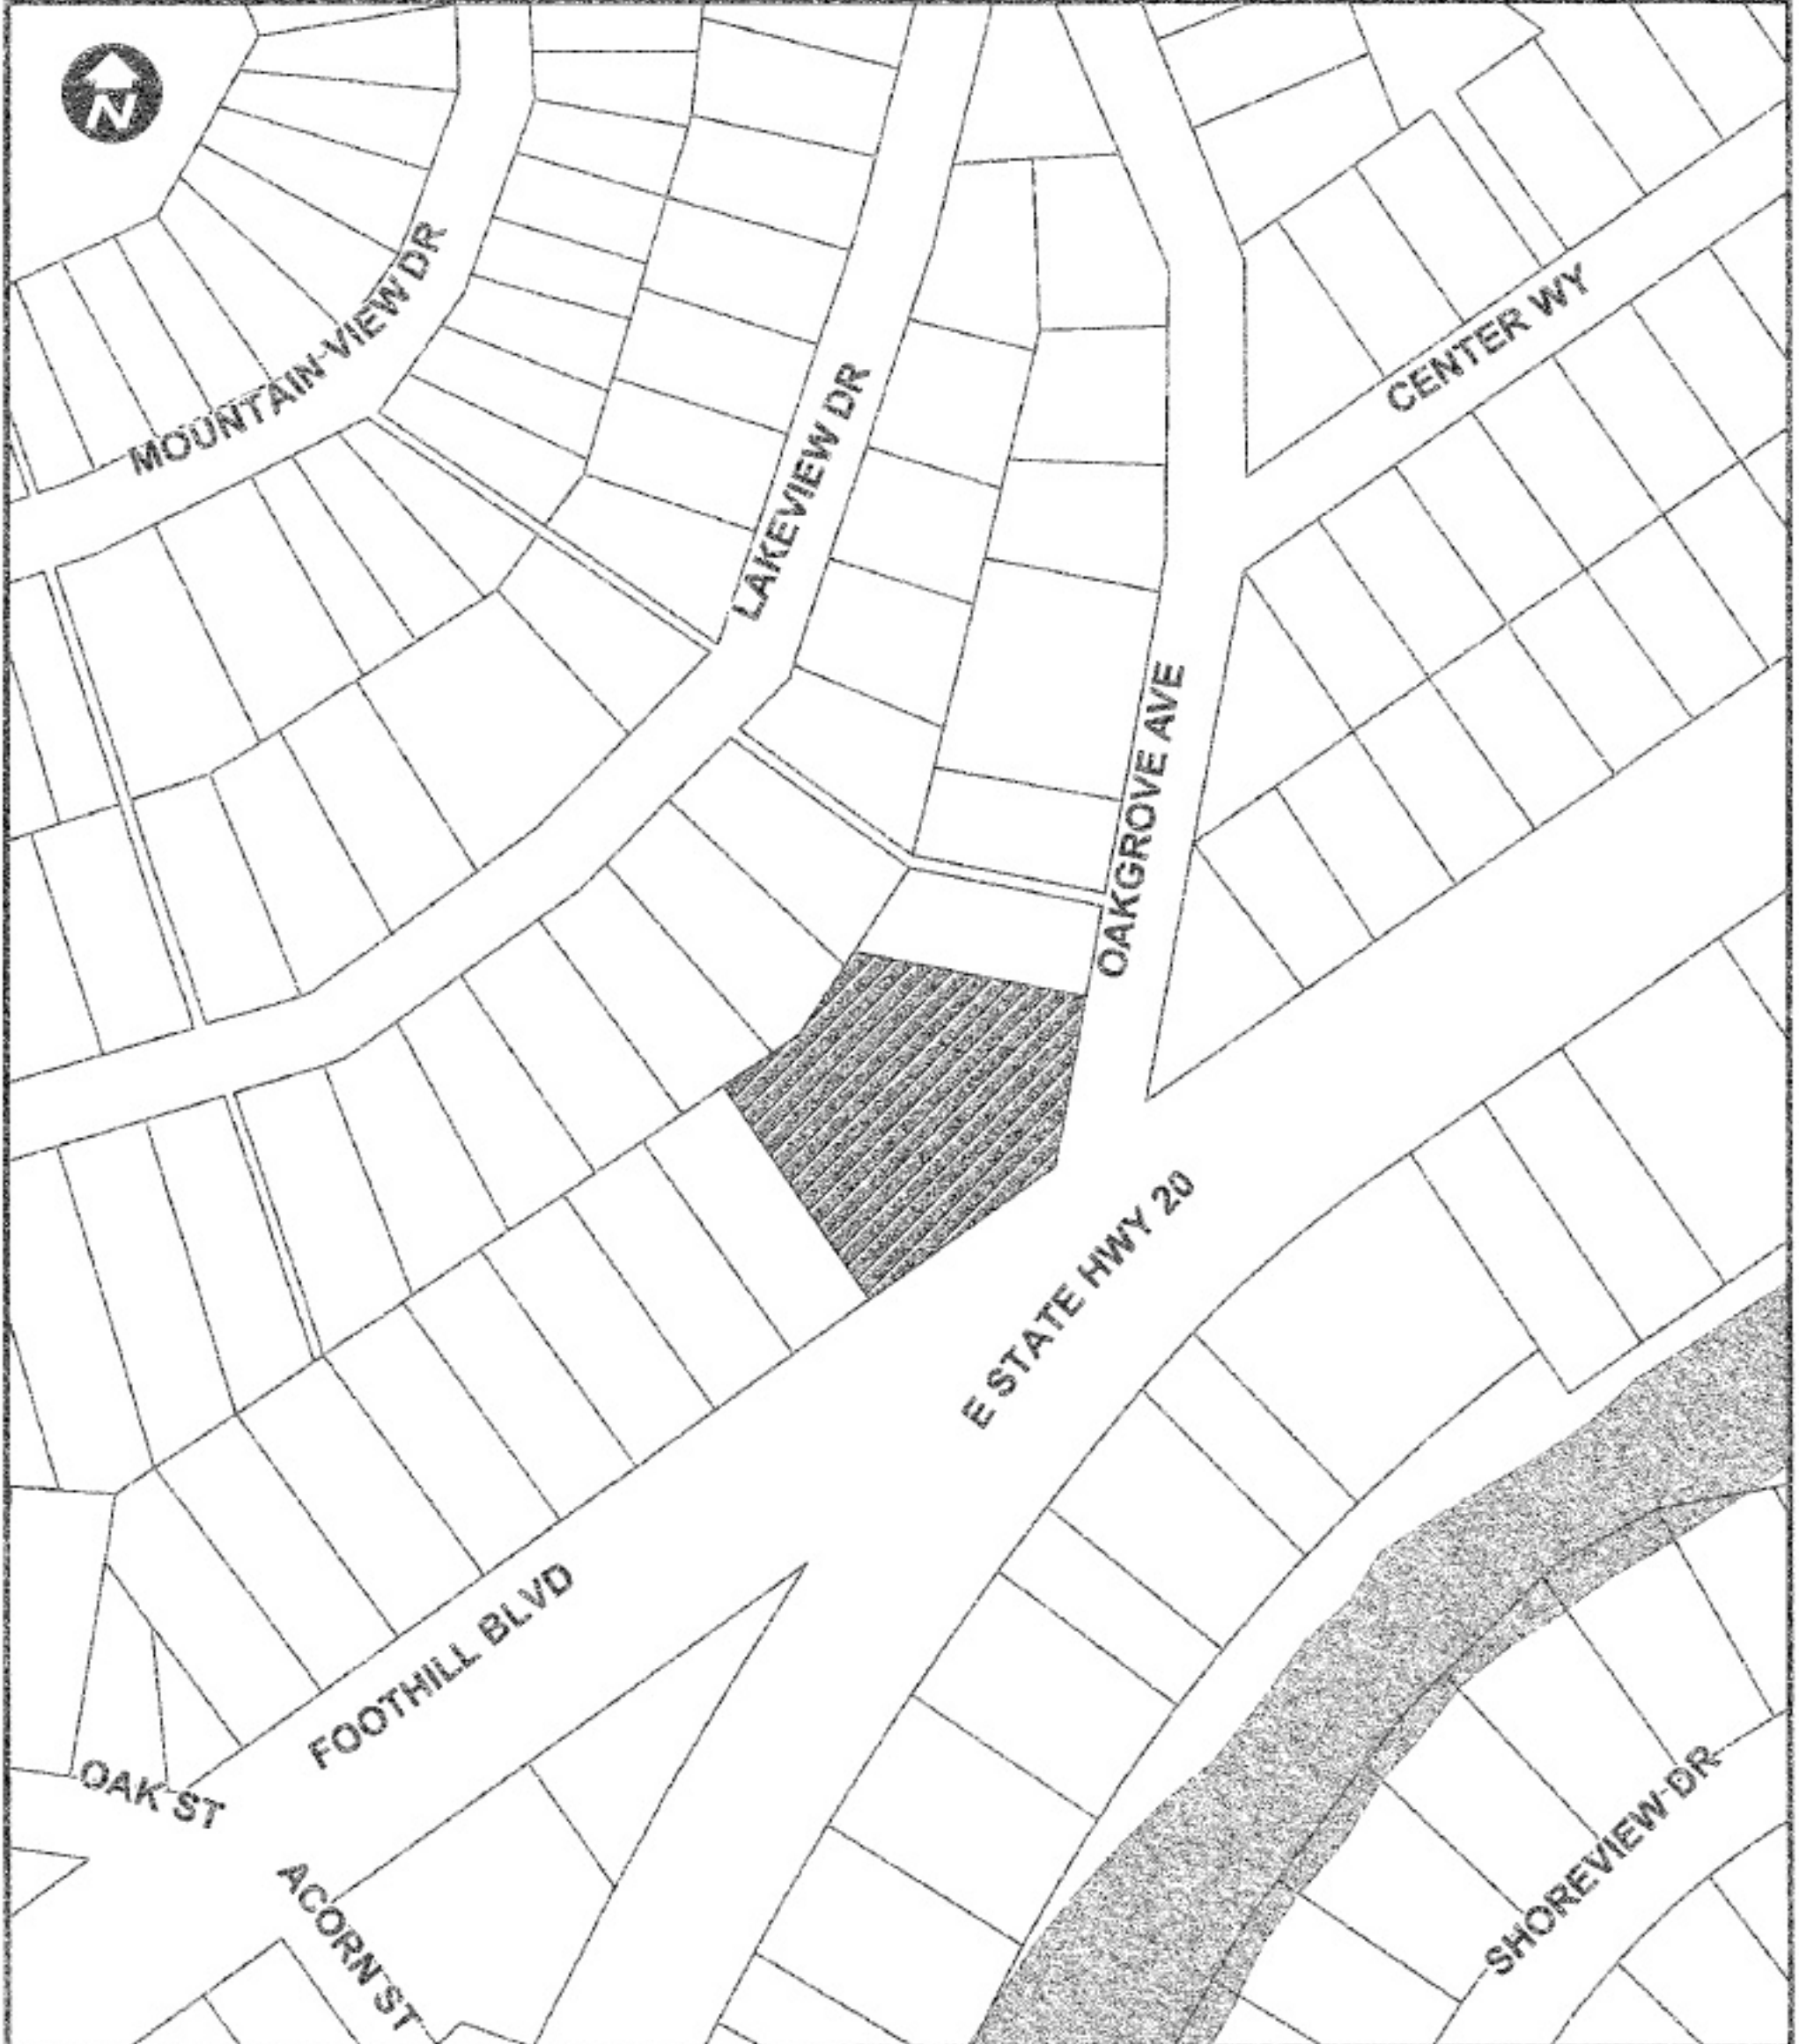 N
MOUNTAIN VIEW DR
CENTER WY
LAKEVIEW DR
OAKGROVE AVE
E STATE HWY 20
FOOTHILL BLVD
OAK ST
ACORN ST
SHOREVIEW DR